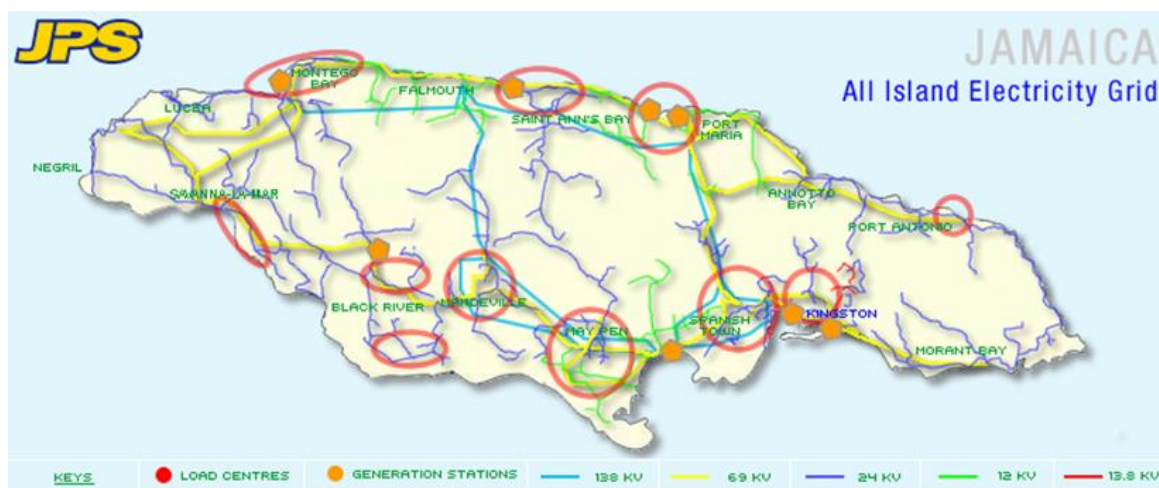 JPS
JAMAICA
All Island Electricity Grid
MONTEGO
BAY
LUCEA
FALMOUTH
SAINT ANN'S BAY
PORT
MARIA
NEGRIL
SAVANNA-LA-MAR
ANNOTTO
BAY
PORT ANTONIO
BLACK RIVER
MANDEVILLE
MAY PEN
SPANISH
TOWN
KINGSTON
MORANT BAY
KEYS
LOAD CENTRES
GENERATION STATIONS
138 KV
69 KV
24 KV
12 KV
13.8 KV